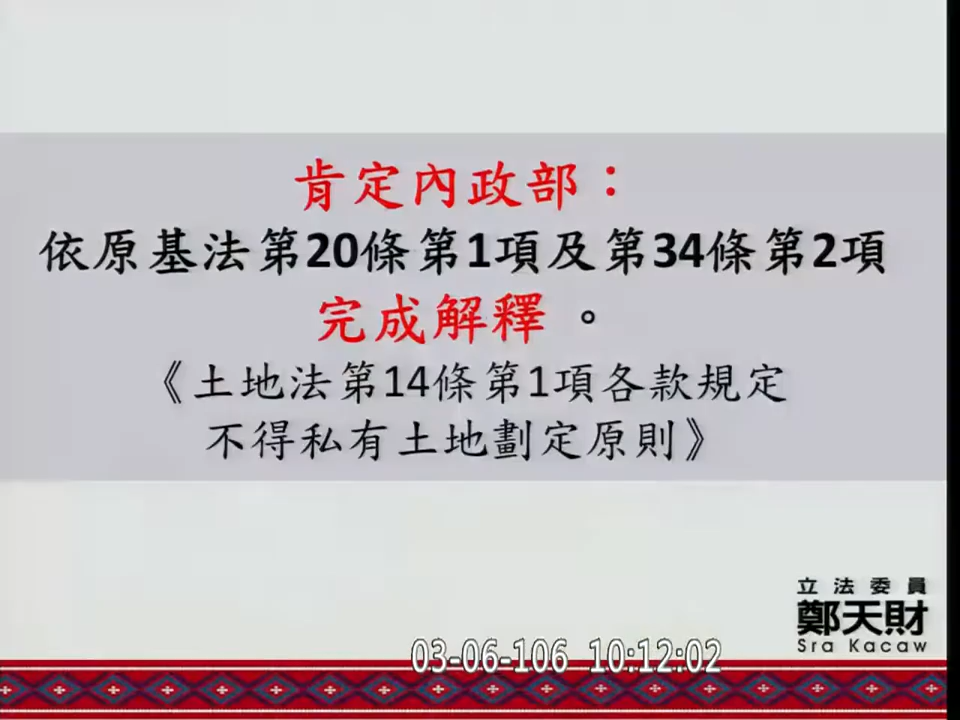 肯定內政部：
依原基法第20條第1項及第34條第2項
完成解釋。
《土地法第14條第1項各款規定
不得私有土地劃定原則》
立法委員
鄭天財
Sra Kacaw
03-06-106 10:12:02